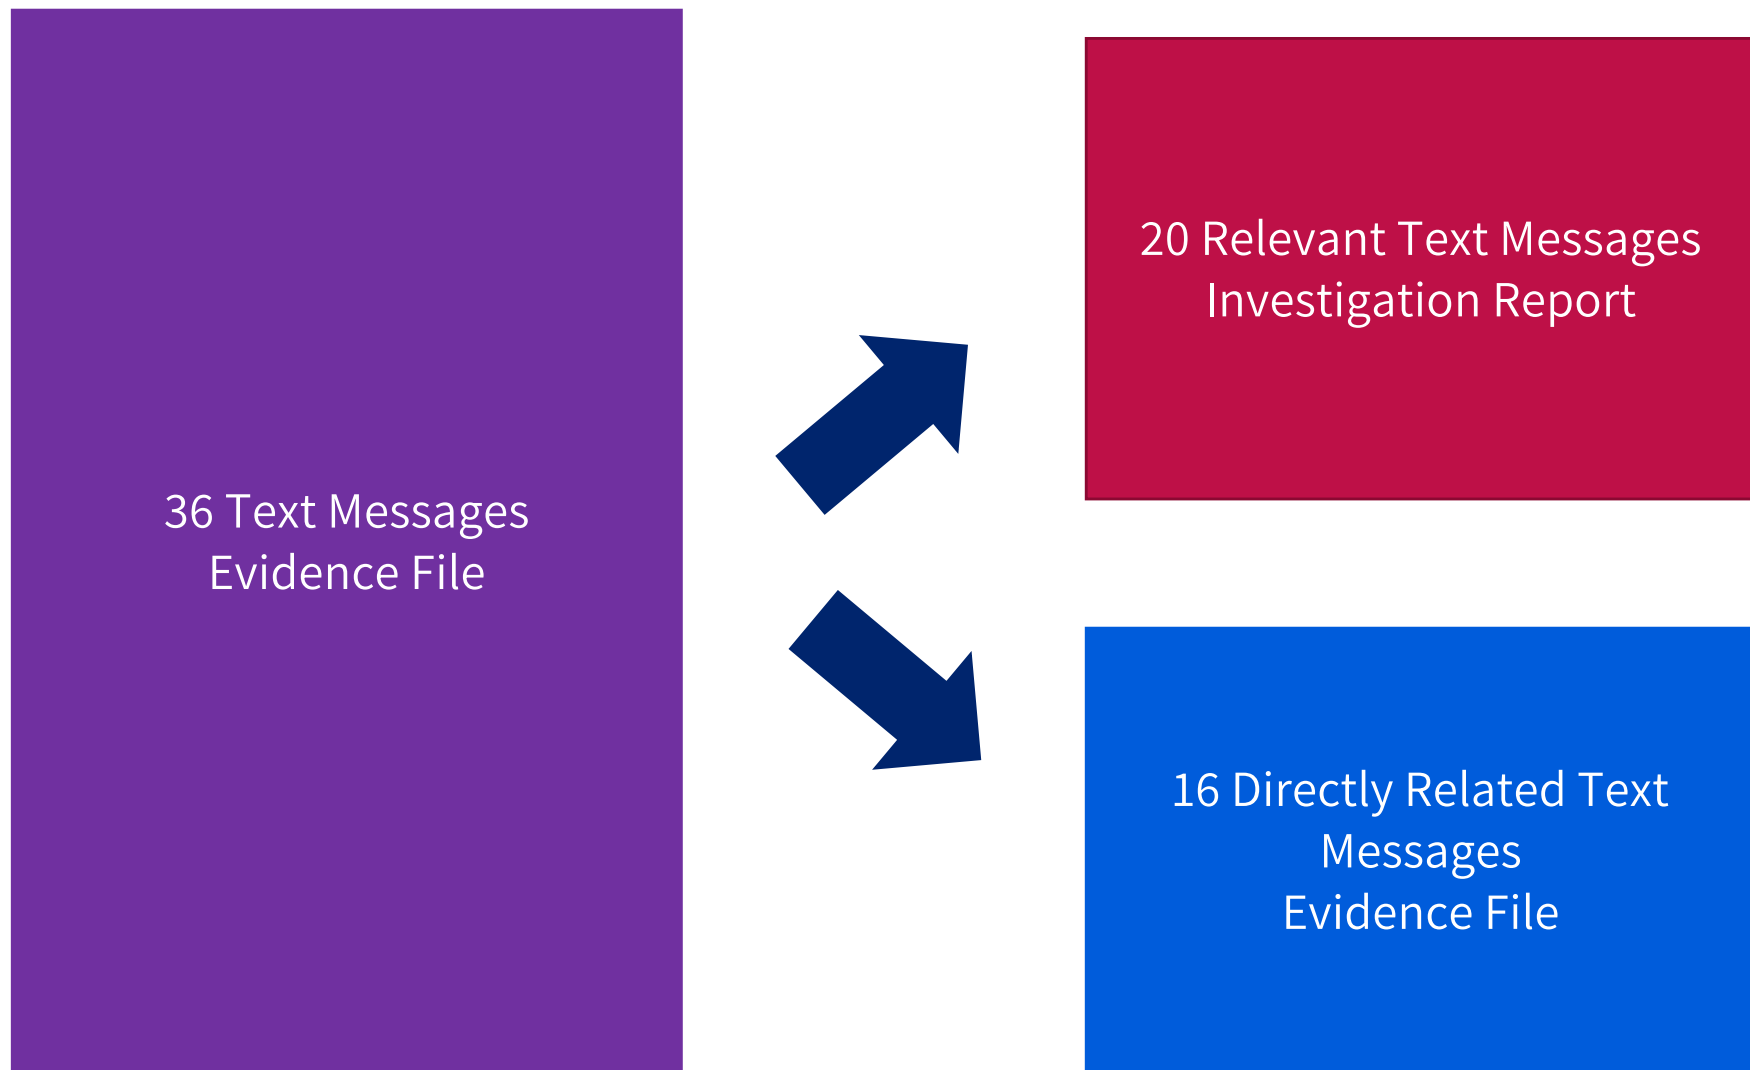 36 Text Messages
Evidence File
20 Relevant Text Messages
Investigation Report
16 Directly Related Text
Messages
Evidence File